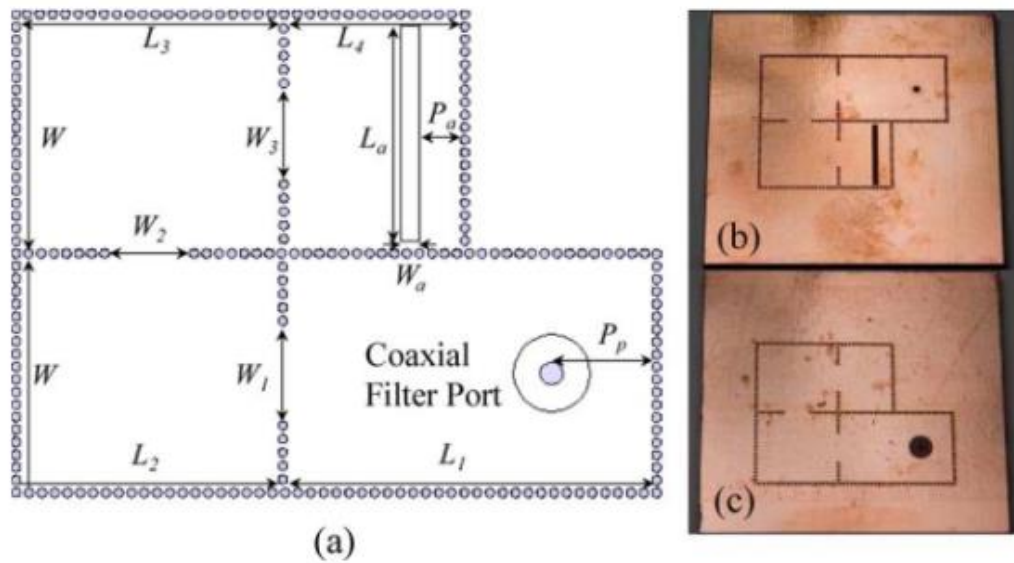 L3
L4
W
W3
La
Pa
W2
Wa
W
W1
Coaxial
Filter Port
Pp
L2
L1
(a)
(b)
(c)